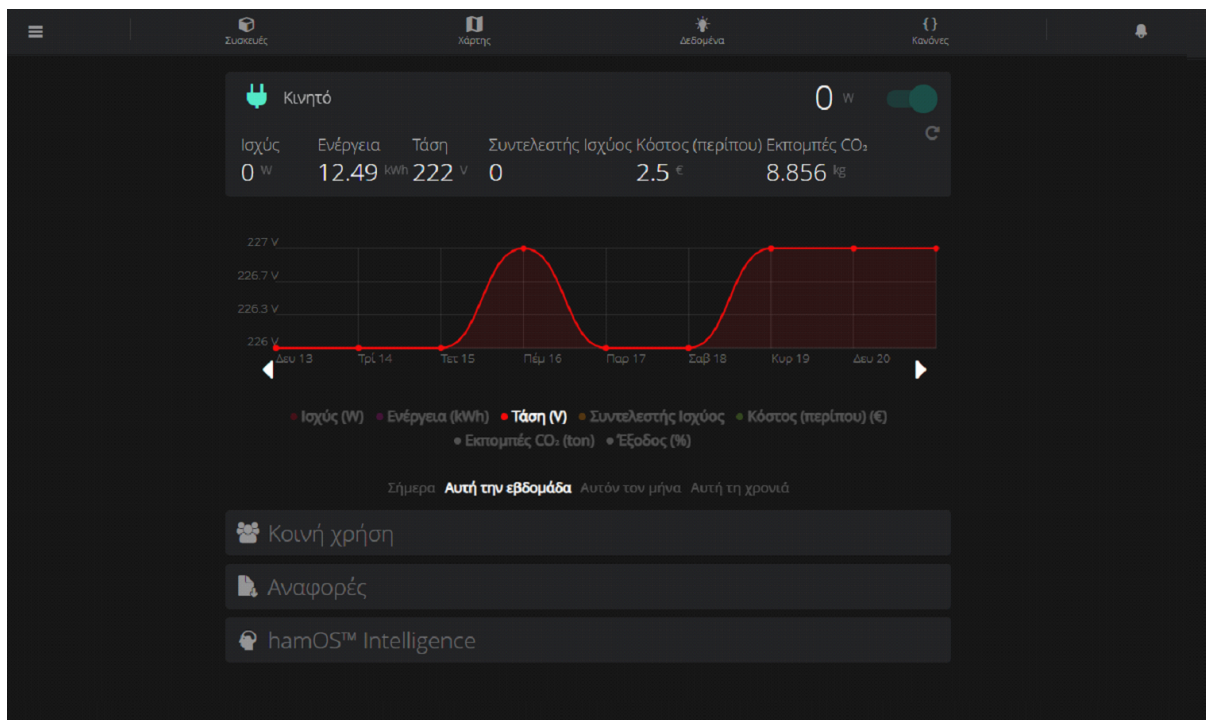 Συσκευές Χάρτης Δεδομένα Κανόνες
Κινητό 0 W
Ισχύς Ενέργεια Τάση Συντελεστής Ισχύος Κόστος (περίπου) Εκπομπές CO₂
0 W 12.49 kWh 222 V 0 2.5 € 8.856 kg
227 V
226.7 V
226.3 V
226 V
Δευ 13 Τρί 14 Τετ 15 Πέμ 16 Παρ 17 Σαβ 18 Κυρ 19 Δευ 20
Ισχύς (W) Ενέργεια (kWh) Τάση (V) Συντελεστής Ισχύος Κόστος (περίπου) (€)
Εκπομπές CO₂ (ton) Έξοδος (%)
Σήμερα Αυτή την εβδομάδα Αυτόν τον μήνα Αυτή τη χρονιά
Κοινή χρήση
Αναφορές
hamOS™ Intelligence